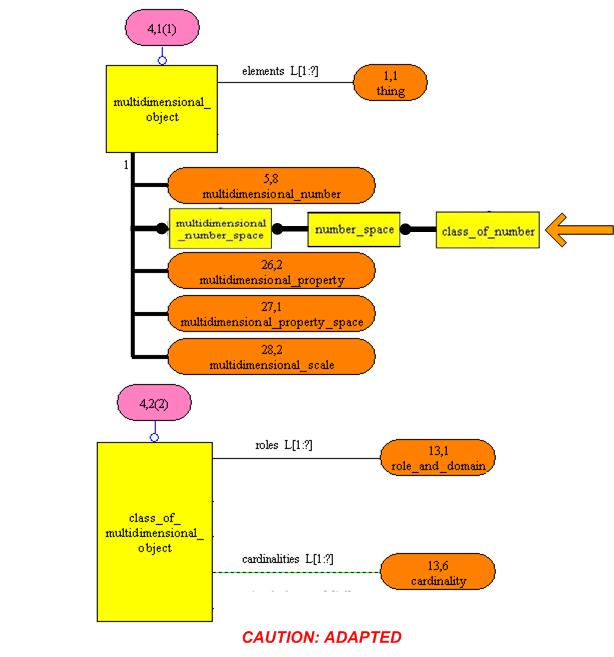 4,1(1)
elements L[1:?]
1,1
thing
multidimensional_
object
1
5,8
multidimensional_number
multidimensional
_number_space
number_space
class_of_number
26,2
multidimensional_property
27,1
multidimensional_property_space
28,2
multidimensional_scale
4,2(2)
roles L[1:?]
13,1
role_and_domain
class_of_
multidimensional_
object
cardinalities L[1:?]
13,6
cardinality
CAUTION: ADAPTED